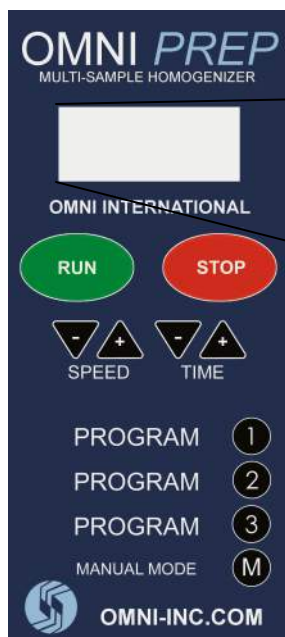 OMNI PREP
MULTI-SAMPLE HOMOGENIZER
OMNI INTERNATIONAL
RUN STOP
- + - +
SPEED TIME
PROGRAM 1
PROGRAM 2
PROGRAM 3
MANUAL MODE M
OMNI-INC.COM